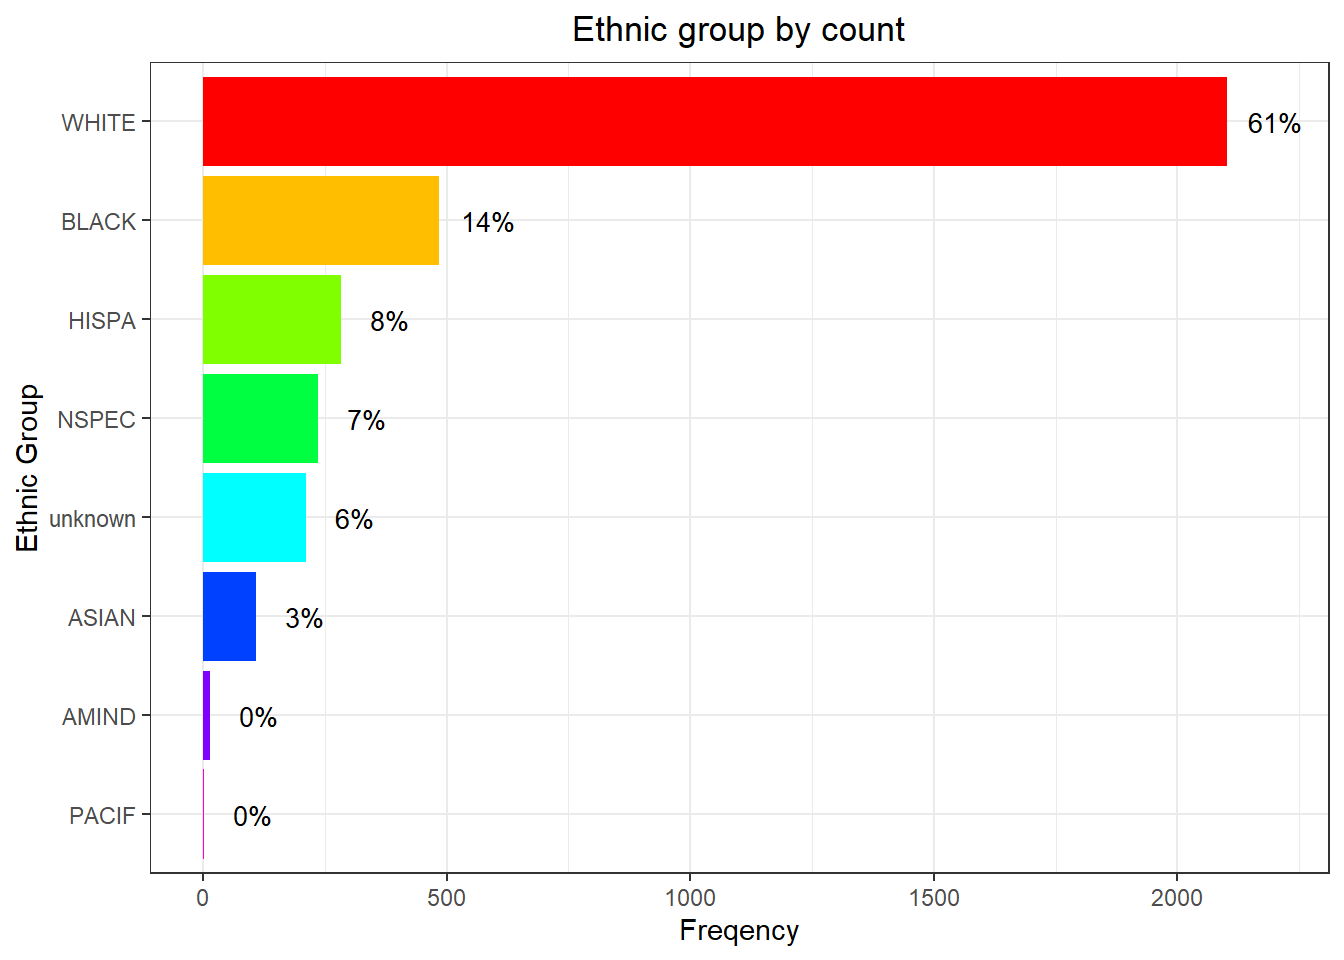 Ethnic group by count
WHITE 61%
BLACK 14%
HISPA 8%
NSPEC 7%
unknown 6%
ASIAN 3%
AMIND 0%
PACIF 0%
Ethnic Group
0 500 1000 1500 2000
Freqency